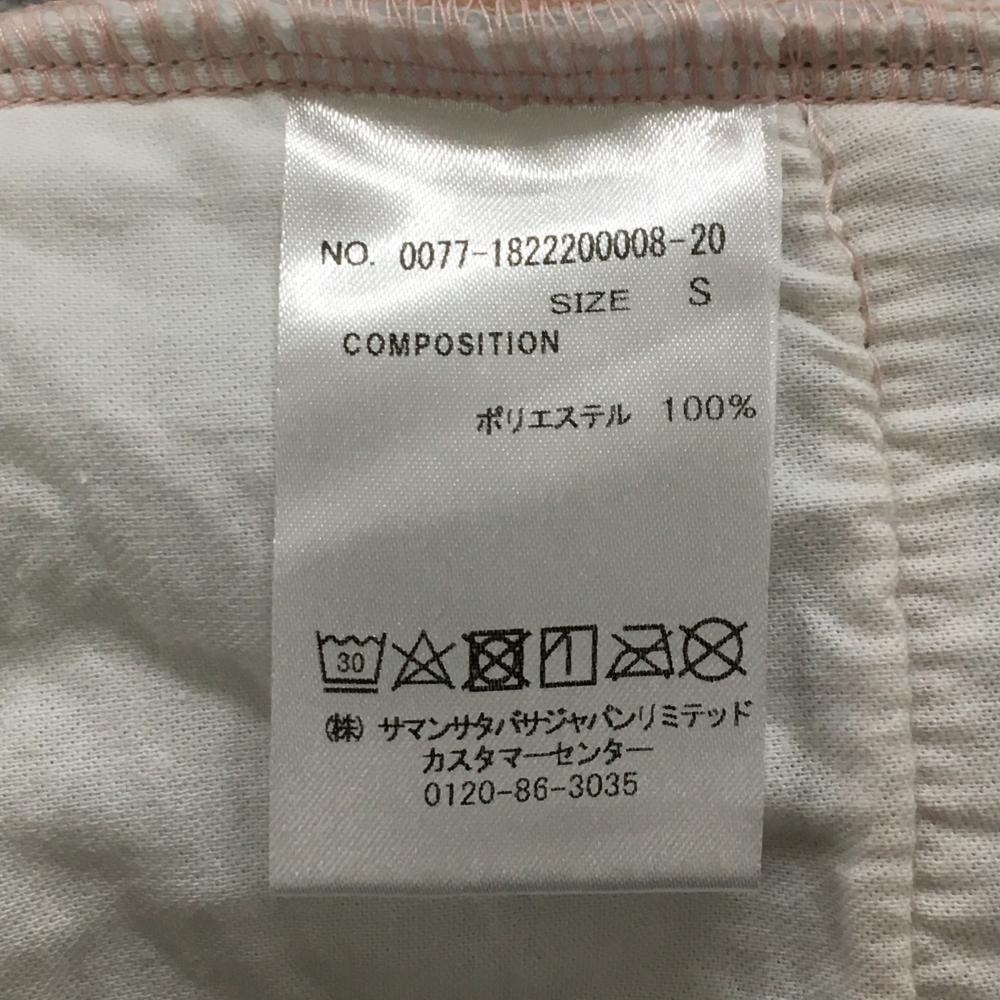 NO. 0077-1822200008-20
SIZE S
COMPOSITION
ポリエステル 100%
30
㈱ サマンサタバサジャパンリミテッド
カスタマーセンター
0120-86-3035